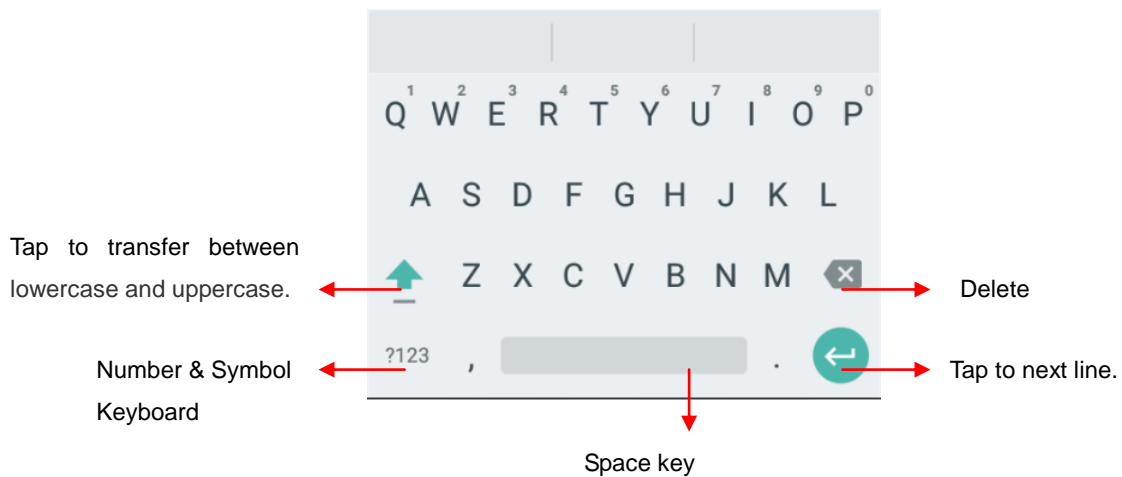 1 2 3 4 5 6 7 8 9 0
Q W E R T Y U I O P
A S D F G H J K L
Tap to transfer between
lowercase and uppercase.
Z X C V B N M
Delete
?123 , .
Number & Symbol
Keyboard
Tap to next line.
Space key